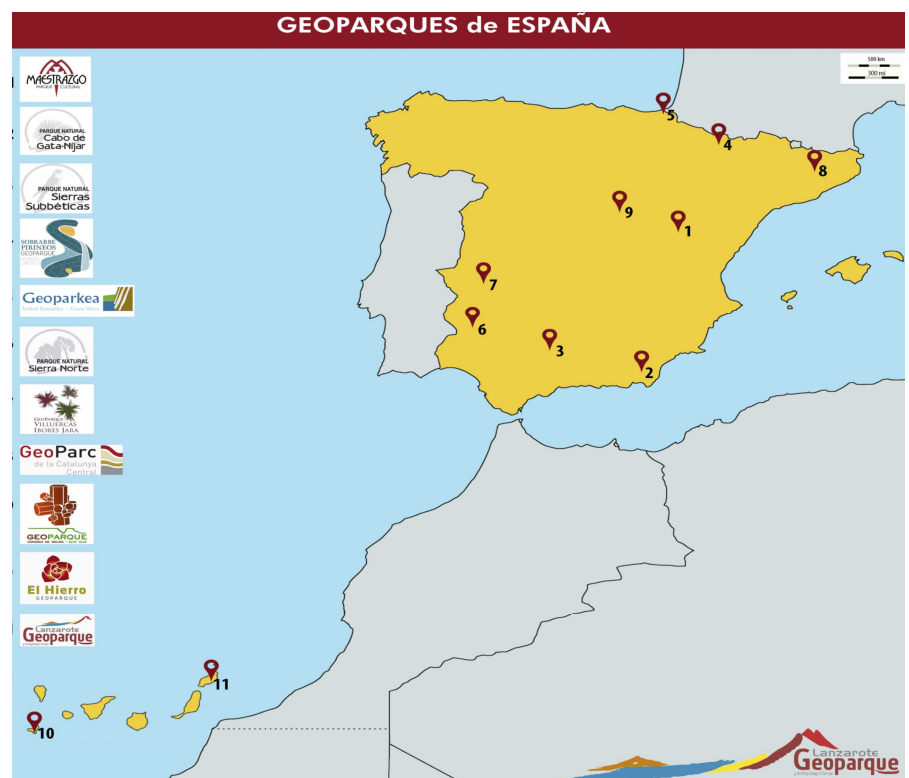 GEOPARQUES de ESPAÑA
500 km
300 mi
MAESTRAZGO
PARQUE CULTURAL
PARQUE NATURAL
Cabo de
Gata-Níjar
PARQUE NATURAL
Sierras
Subbéticas
SOBRARBE
PIRINEOS
GEOPARQUE
Geoparkea
PARQUE NATURAL
Sierra Norte
GEOPARQUE
VILLUERCAS
IBORES JARA
GeoParc
de la Catalunya
Central
GEOPARQUE
El Hierro
GEOPARQUE
Lanzarote
Geoparque
5
4
8
9
1
7
6
3
2
11
10
Lanzarote
Geoparque